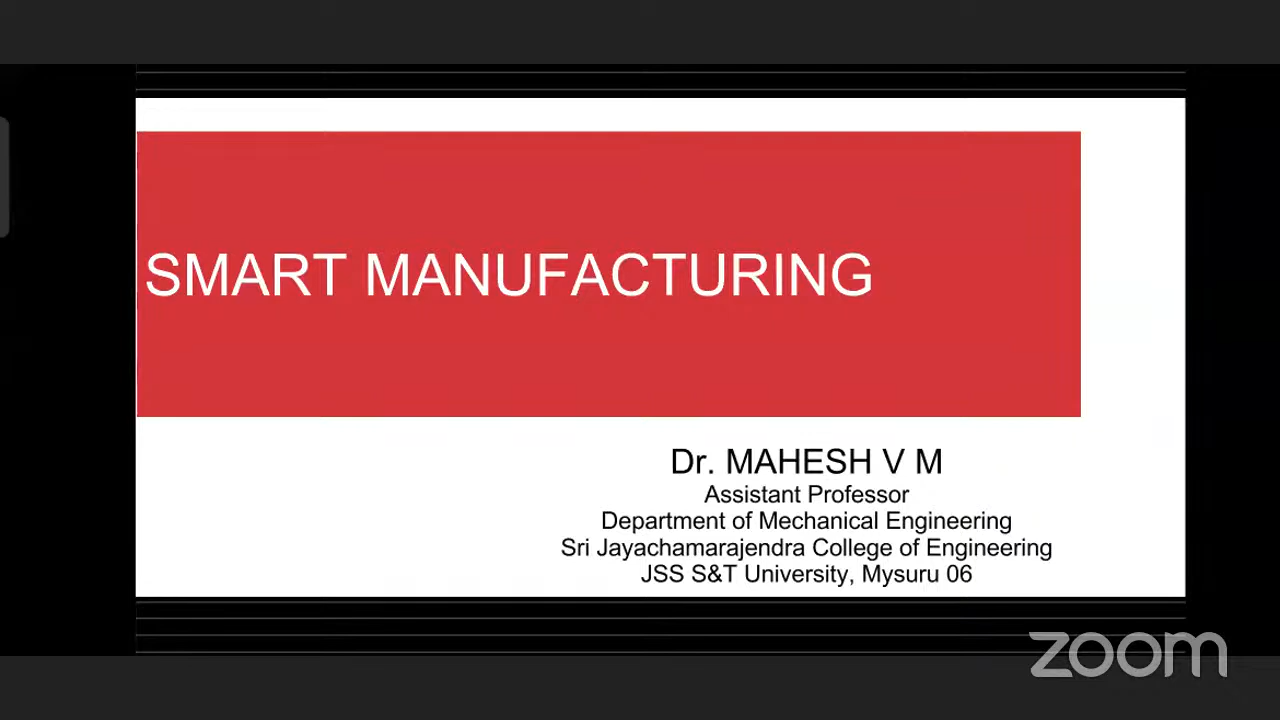 SMART MANUFACTURING
Dr. MAHESH V M
Assistant Professor
Department of Mechanical Engineering
Sri Jayachamarajendra College of Engineering
JSS S&T University, Mysuru 06
zoom